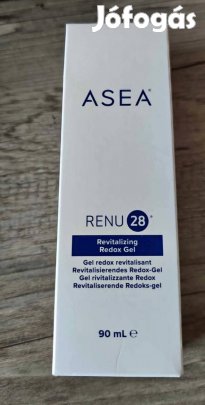 Jófogás
ASEA®
RENU 28®
Revitalizing
Redox Gel
Gel redox revitalisant
Revitalisierendes Redox-Gel
Gel rivitalizzante Redox
Revitaliserende Redoks-gel
90 mL ℮